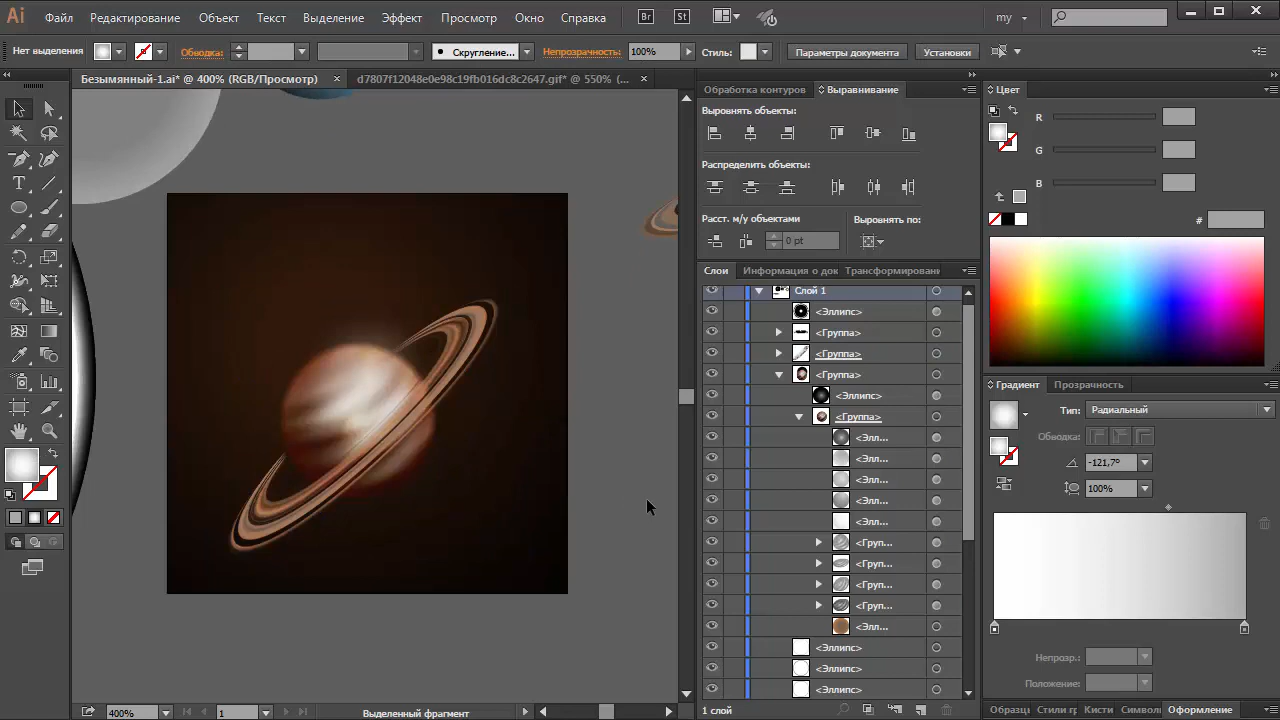 Ai Файл Редактирование Объект Текст Выделение Эффект Просмотр Окно Справка Br St my
Нет выделения Обводка: Скругление... Непрозрачность: 100% Стиль: Параметры документа Установки
Безымянный-1.ai* @ 400% (RGB/Просмотр) × d7807f12048e0e98c19fb016dc8c2647.gif* @ 550% (... ×
Обработка контуров Выравнивание
Выровнять объекты:
Распределить объекты:
Расст. м/у объектами Выровнять по:
0 pt
Слои Информация о док Трансформировани
Слой 1
<Эллипс>
<Группа>
<Группа>
<Группа>
<Эллипс>
<Группа>
<Элл...
<Элл...
<Элл...
<Элл...
<Элл...
<Груп...
<Груп...
<Груп...
<Груп...
<Элл...
<Эллипс>
<Эллипс>
<Эллипс>
1 слой
Цвет
R
G
B
#
Градиент Прозрачность
Тип: Радиальный
Обводка:
-121,7°
100%
Непрозр.:
Положение:
Образц Стили гр Кисти Символ Оформление
400% 1 Выделенный фрагмент